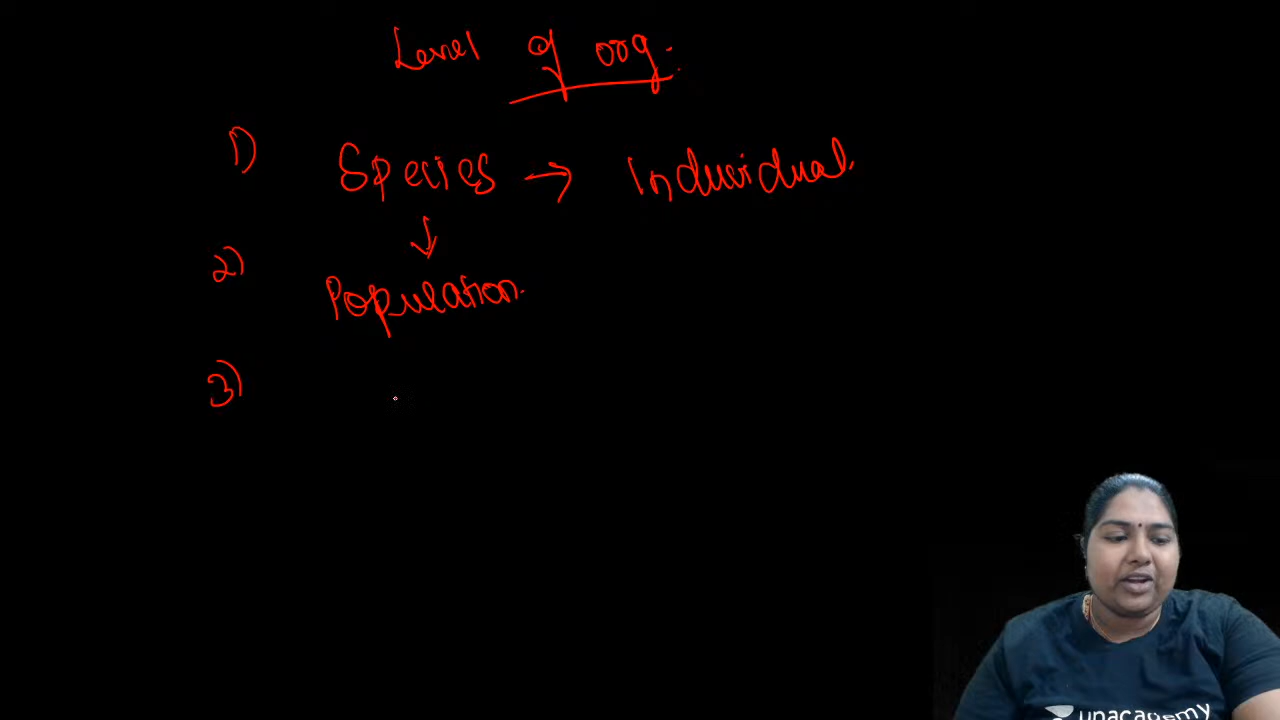 Level of org.
1) Species → Individual.
↓
2) Population.
3)
unacademy